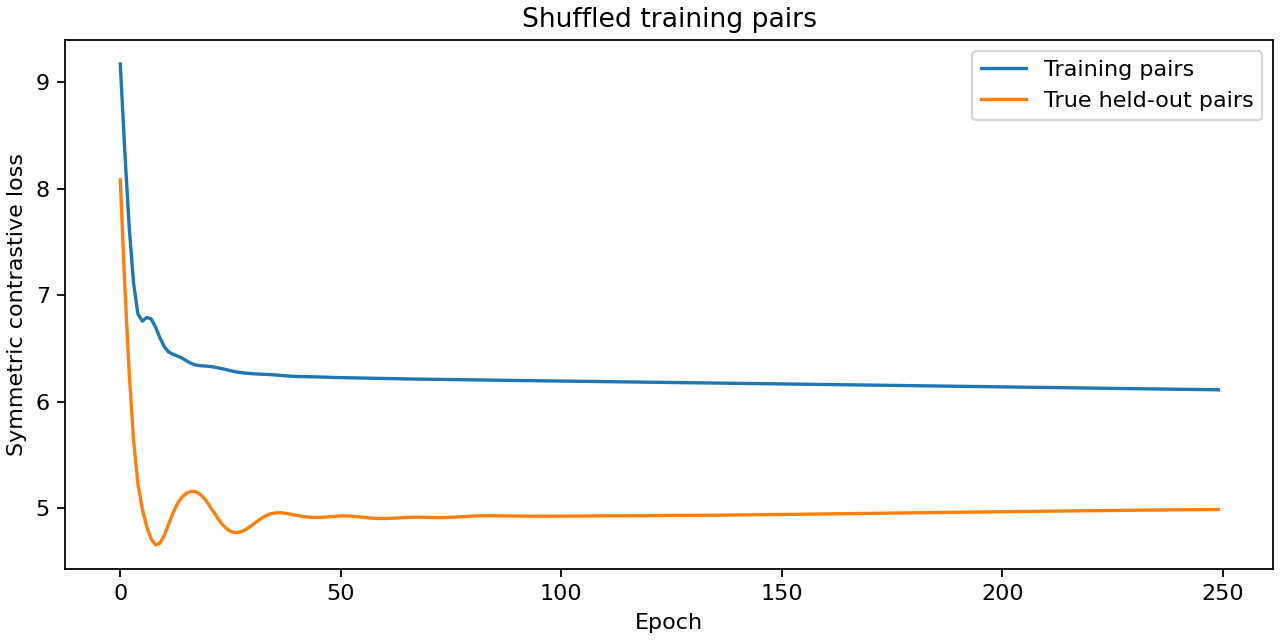 Shuffled training pairs
Training pairs
True held-out pairs
Symmetric contrastive loss
9
8
7
6
5
0
50
100
150
200
250
Epoch